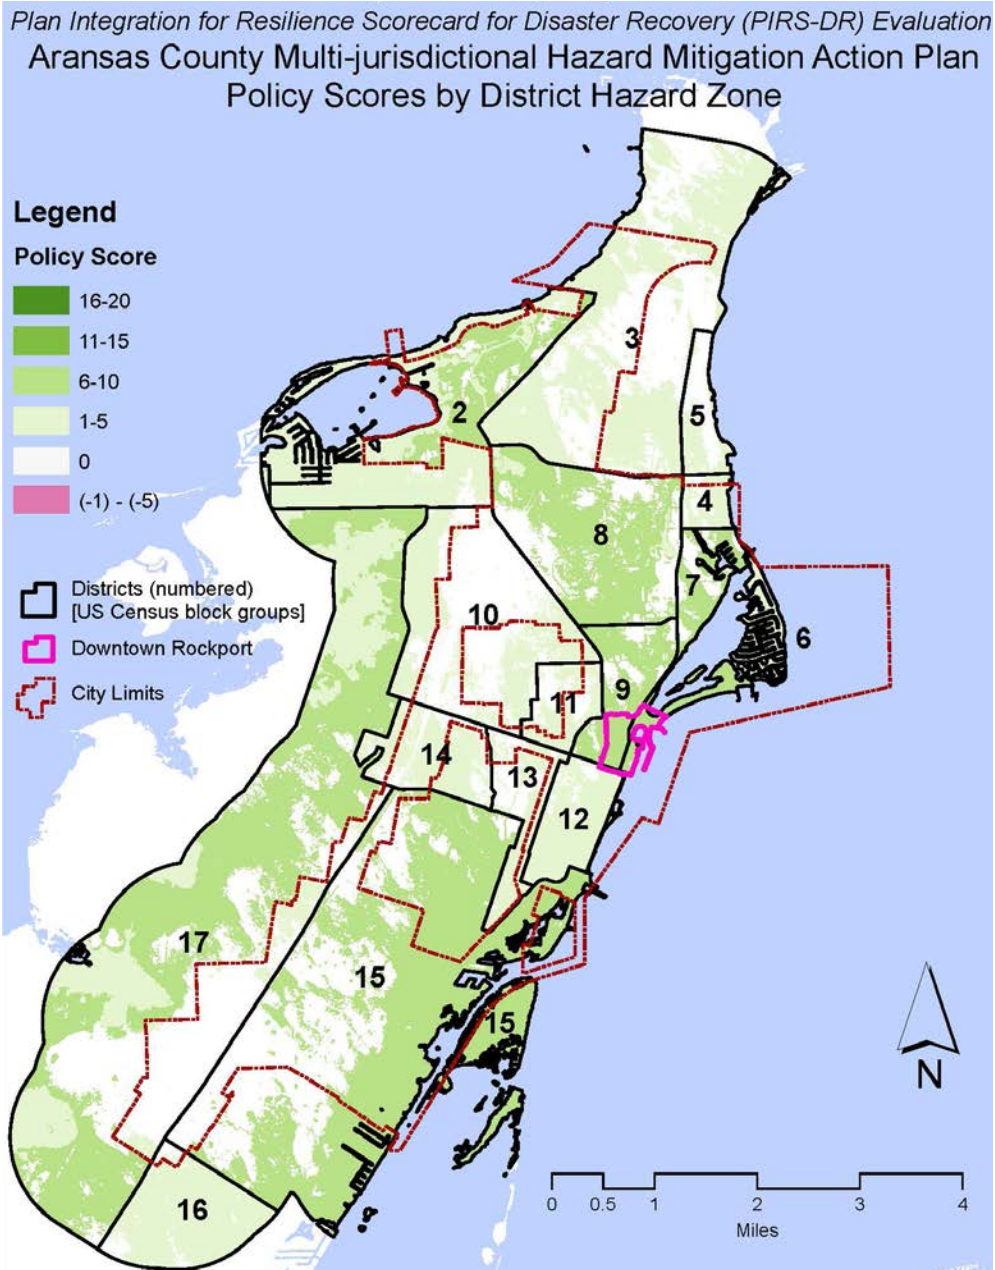 Plan Integration for Resilience Scorecard for Disaster Recovery (PIRS-DR) Evaluation
Aransas County Multi-jurisdictional Hazard Mitigation Action Plan
Policy Scores by District Hazard Zone
Legend
Policy Score
16-20
11-15
6-10
1-5
0
(-1) - (-5)
Districts (numbered)
[US Census block groups]
Downtown Rockport
City Limits
3
2
5
4
8
7
6
10
9
11
14
13
12
17
15
15
16
N
0 0.5 1 2 3 4
Miles